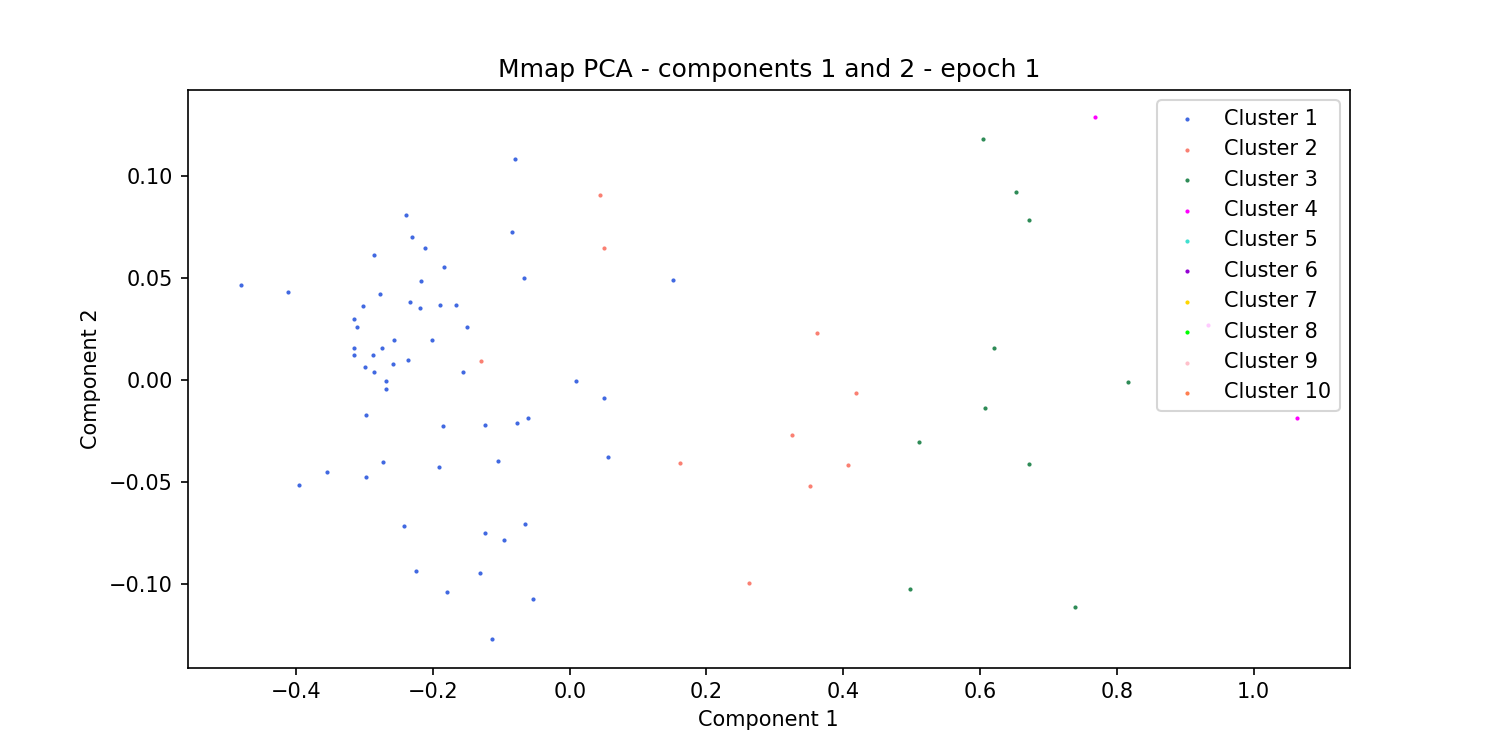 Mmap PCA - components 1 and 2 - epoch 1
Cluster 1
Cluster 2
Cluster 3
Cluster 4
Cluster 5
Cluster 6
Cluster 7
Cluster 8
Cluster 9
Cluster 10
0.10
0.05
0.00
−0.05
−0.10
Component 2
−0.4 −0.2 0.0 0.2 0.4 0.6 0.8 1.0
Component 1